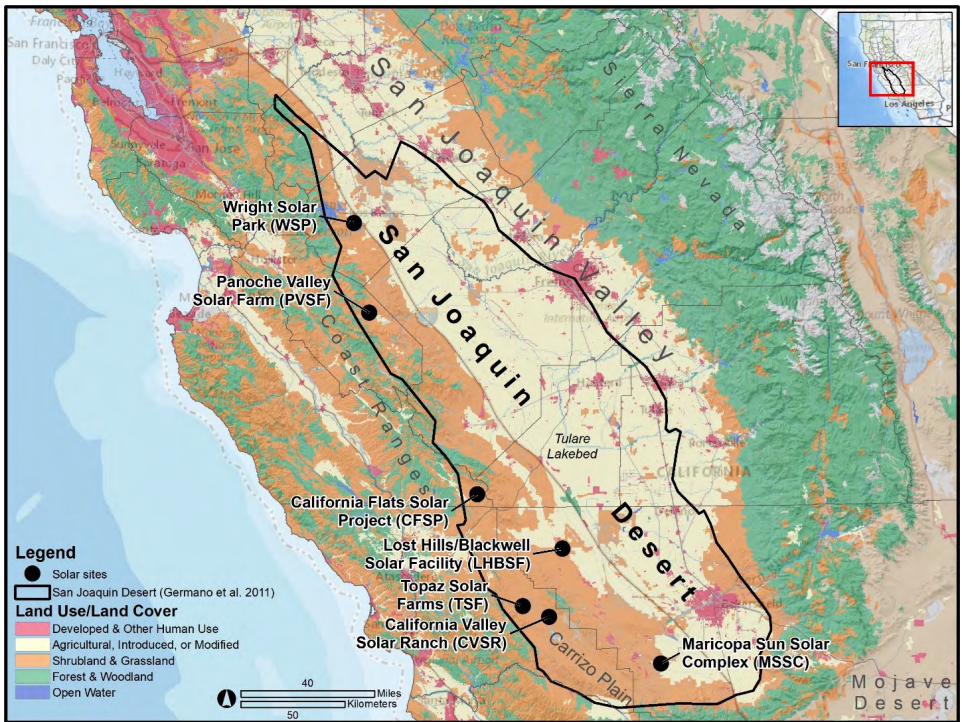 San Francisco
Daly City
Hayward
Fremont
Sunnyvale
Saratoga
San Jose
San Joaquin Valley
Sierra Nevada
San Francisco
Los Angeles
Wright Solar
Park (WSP)
San Joaquin
Desert
Panoche Valley
Solar Farm (PVSF)
Coast Ranges
Tulare
Lakebed
CALIFORNIA
California Flats Solar
Project (CFSP)
Lost Hills/Blackwell
Solar Facility (LHBSF)
Topaz Solar
Farms (TSF)
California Valley
Solar Ranch (CVSR)
Carrizo Plain
Maricopa Sun Solar
Complex (MSSC)
Mojave
Desert
Legend
Solar sites
San Joaquin Desert (Germano et al. 2011)
Land Use/Land Cover
Developed & Other Human Use
Agricultural, Introduced, or Modified
Shrubland & Grassland
Forest & Woodland
Open Water
40
Miles
Kilometers
50